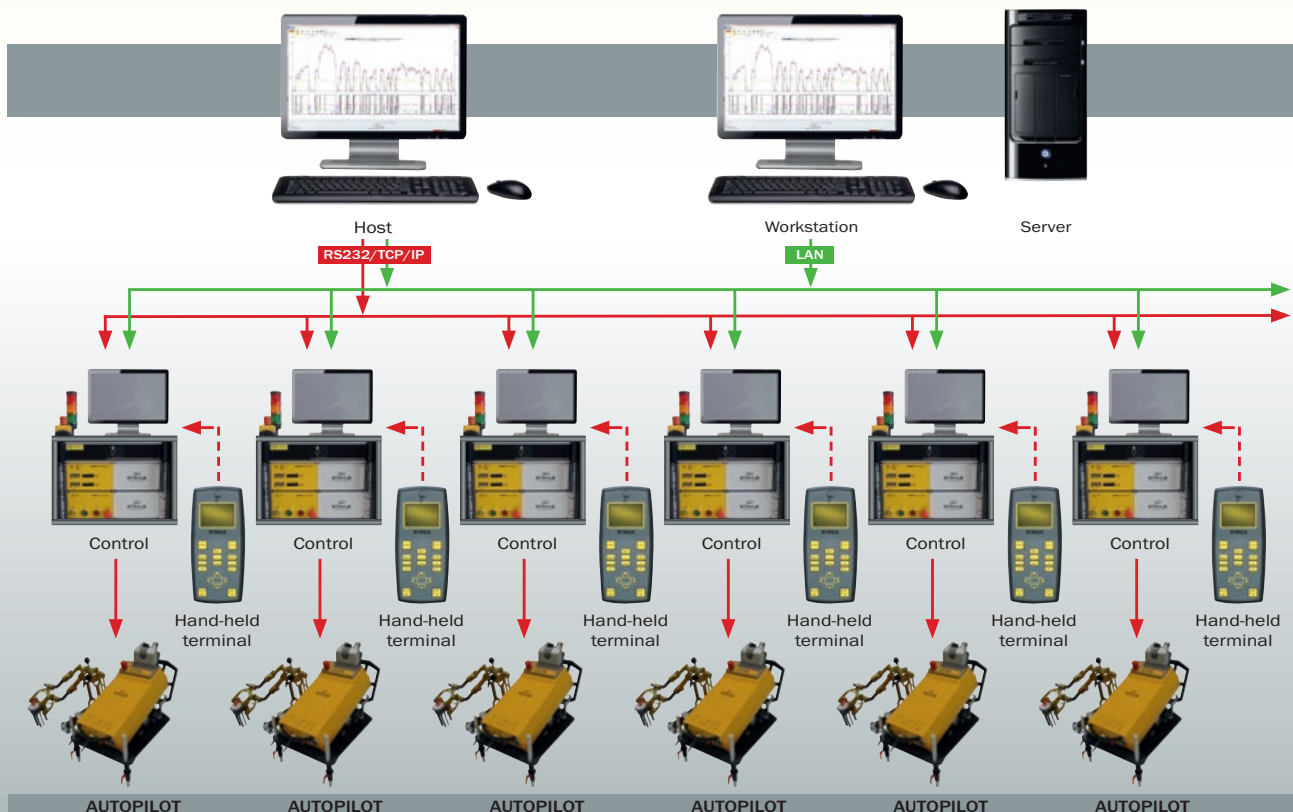 Host
Workstation
Server
RS232/TCP/IP
LAN
Control
Control
Control
Control
Control
Control
Hand-held
terminal
Hand-held
terminal
Hand-held
terminal
Hand-held
terminal
Hand-held
terminal
Hand-held
terminal
AUTOPILOT
AUTOPILOT
AUTOPILOT
AUTOPILOT
AUTOPILOT
AUTOPILOT